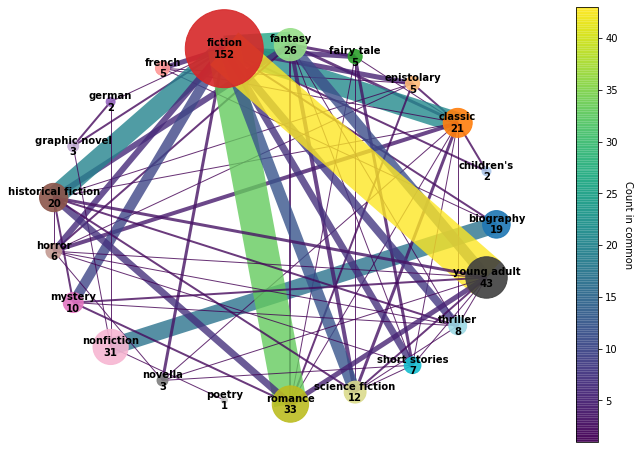 fiction
152
fantasy
26
fairy tale
5
french
5
epistolary
5
german
2
classic
21
graphic novel
3
children's
2
historical fiction
20
biography
19
horror
6
young adult
43
mystery
10
thriller
8
nonfiction
31
short stories
7
novella
3
science fiction
12
poetry
1
romance
33
40
35
30
25
20
15
10
5
Count in common